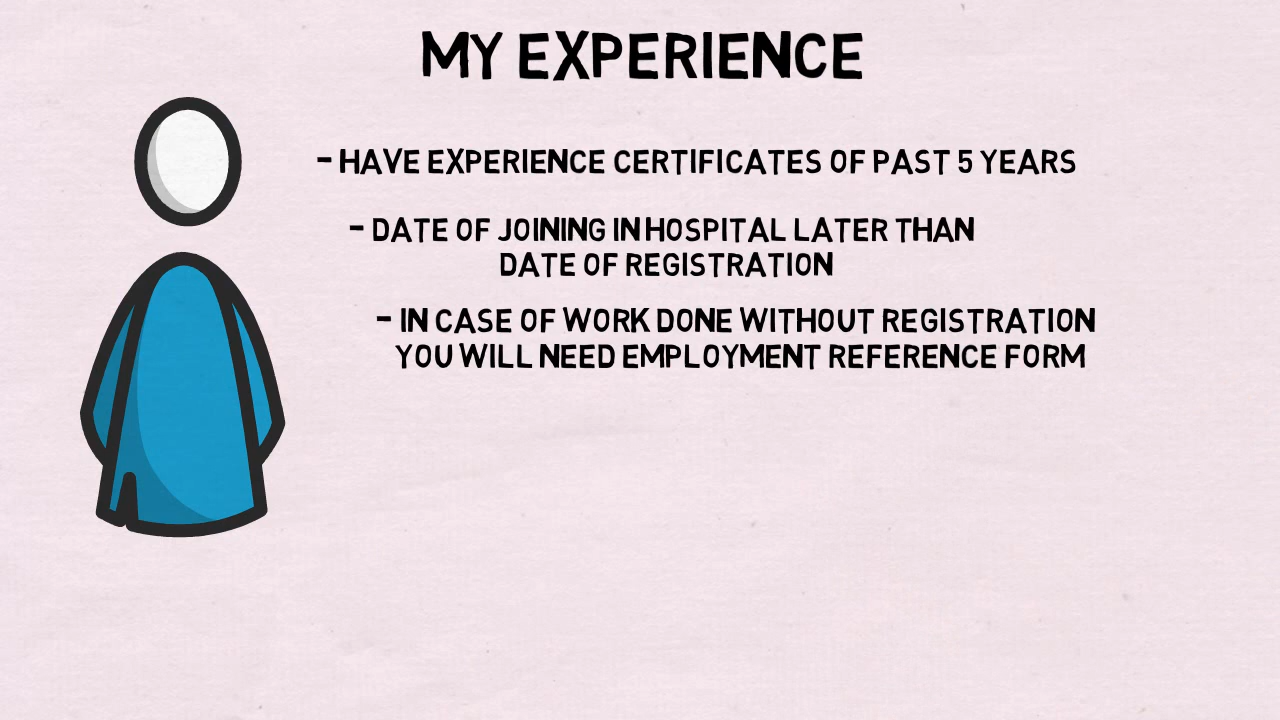 MY EXPERIENCE
- HAVE EXPERIENCE CERTIFICATES OF PAST 5 YEARS
- DATE OF JOINING IN HOSPITAL LATER THAN
DATE OF REGISTRATION
- IN CASE OF WORK DONE WITHOUT REGISTRATION
YOU WILL NEED EMPLOYMENT REFERENCE FORM